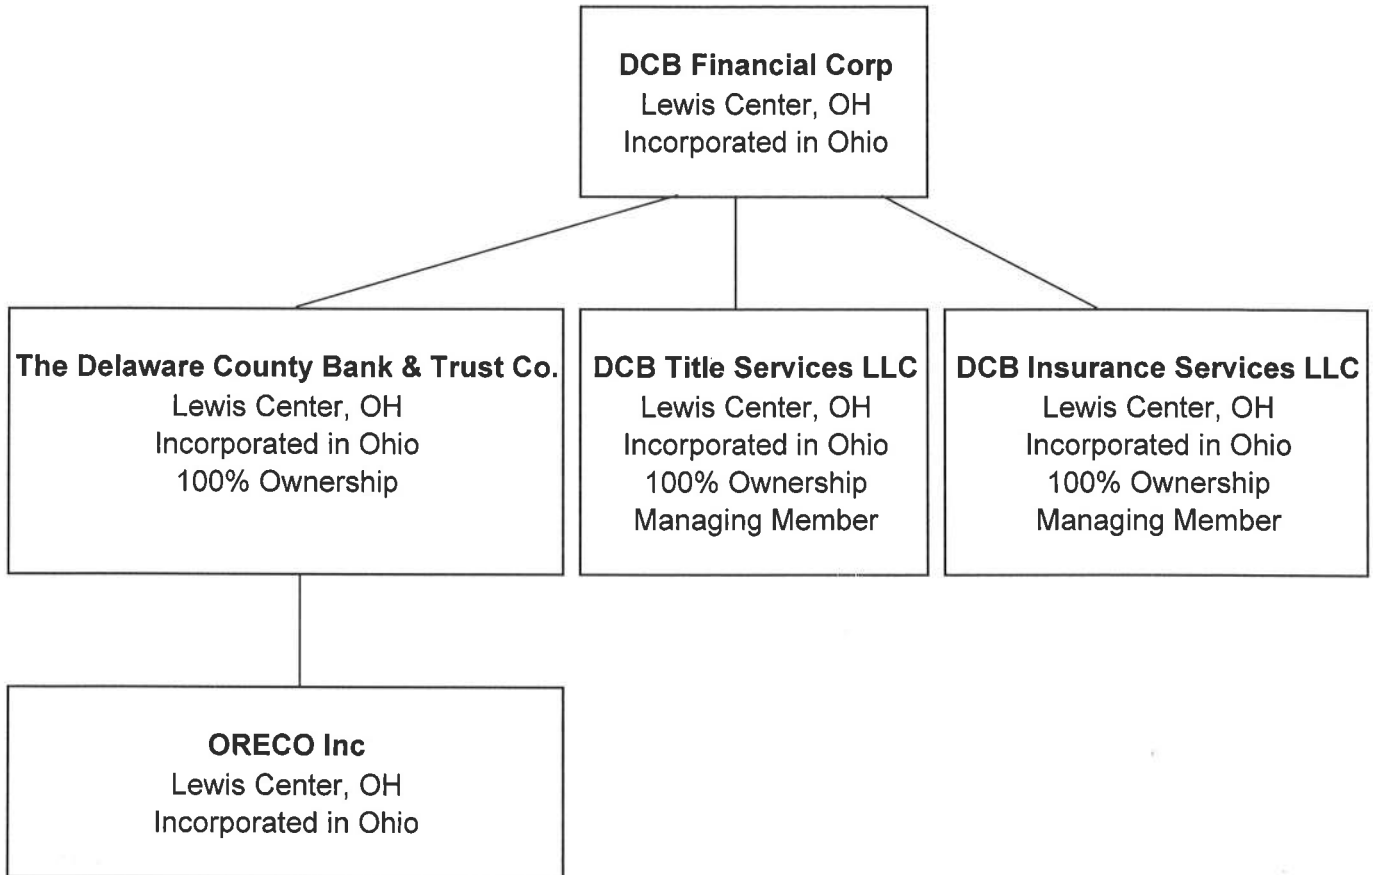 DCB Financial Corp
Lewis Center, OH
Incorporated in Ohio
The Delaware County Bank & Trust Co.
Lewis Center, OH
Incorporated in Ohio
100% Ownership
DCB Title Services LLC
Lewis Center, OH
Incorporated in Ohio
100% Ownership
Managing Member
DCB Insurance Services LLC
Lewis Center, OH
Incorporated in Ohio
100% Ownership
Managing Member
ORECO Inc
Lewis Center, OH
Incorporated in Ohio